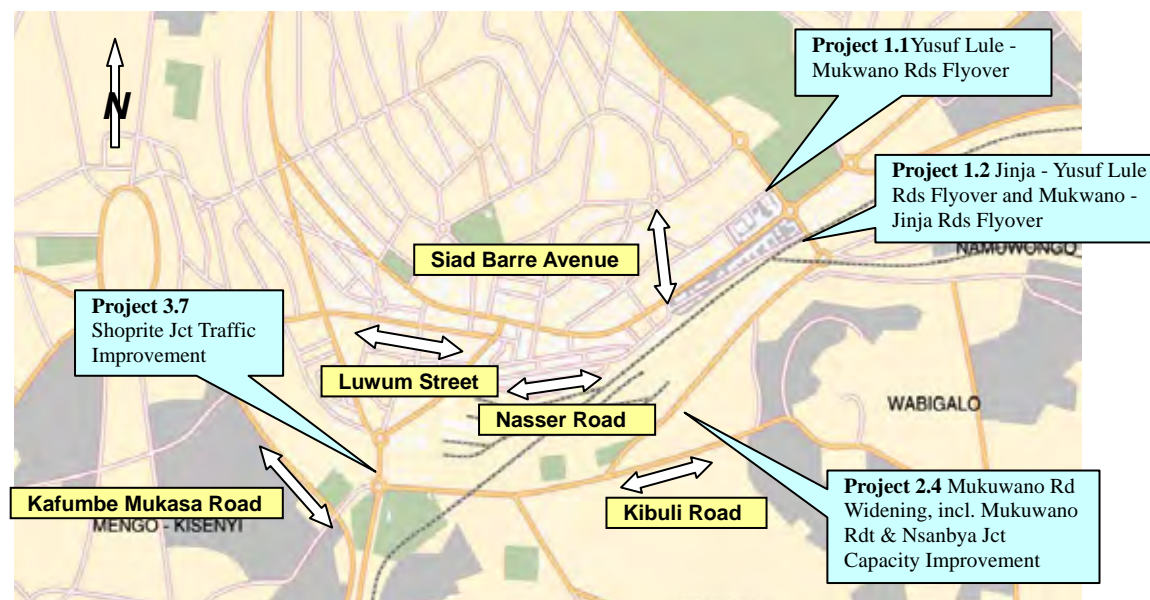 Project 1.1Yusuf Lule -
Mukwano Rds Flyover
N
Project 1.2 Jinja - Yusuf Lule
Rds Flyover and Mukwano -
Jinja Rds Flyover
NAMUWONGO
Siad Barre Avenue
Project 3.7
Shoprite Jct Traffic
Improvement
Luwum Street
Nasser Road
WABIGALO
Kafumbe Mukasa Road
MENGO - KISENYI
Kibuli Road
Project 2.4 Mukuwano Rd
Widening, incl. Mukuwano
Rdt & Nsanbya Jct
Capacity Improvement